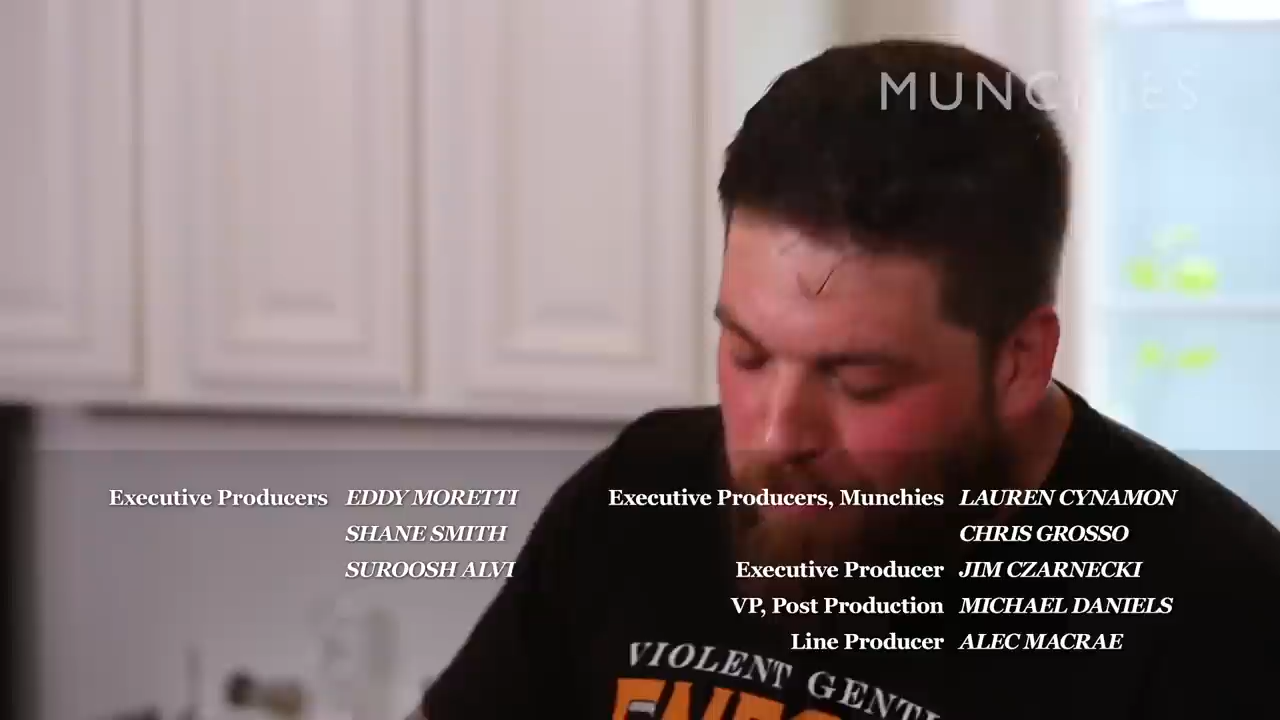 MUNCHIES
Executive Producers EDDY MORETTI
SHANE SMITH
SUROOSH ALVI
Executive Producers, Munchies LAUREN CYNAMON
CHRIS GROSSO
Executive Producer JIM CZARNECKI
VP, Post Production MICHAEL DANIELS
Line Producer ALEC MACRAE
VIOLENT